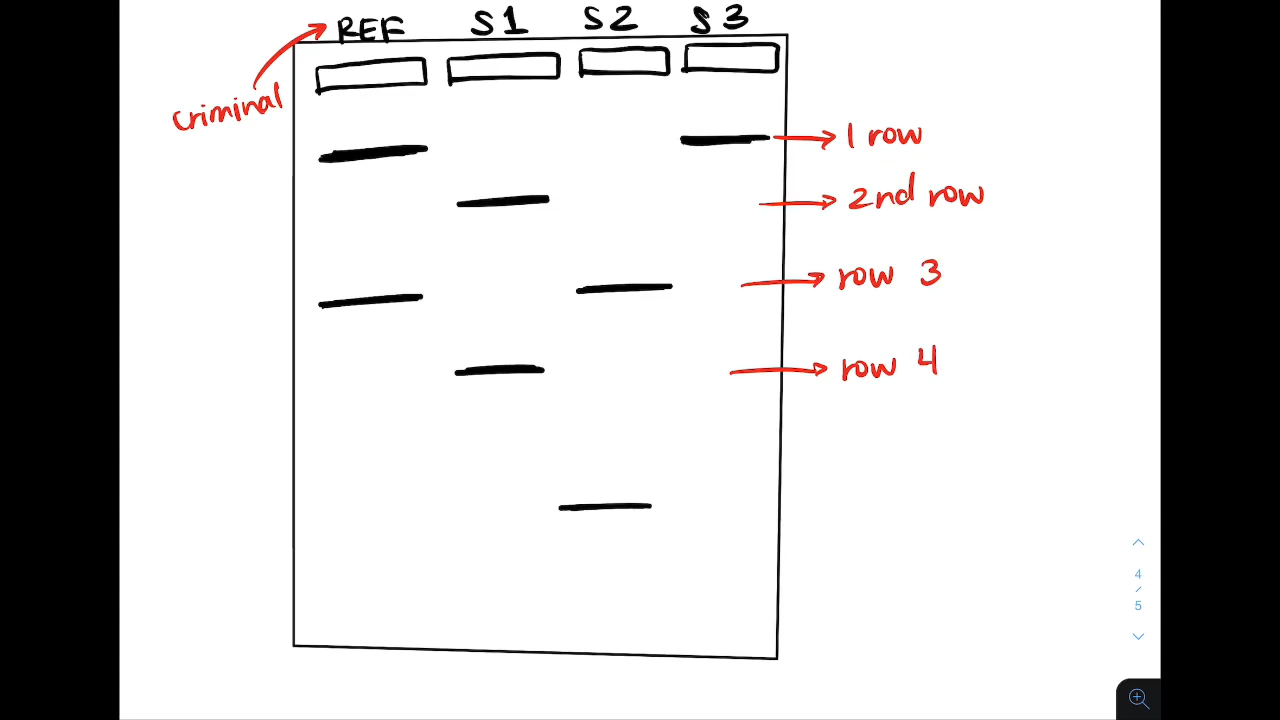 REF S1 S2 S3
criminal
1 row
2nd row
row 3
row 4
4
/
5